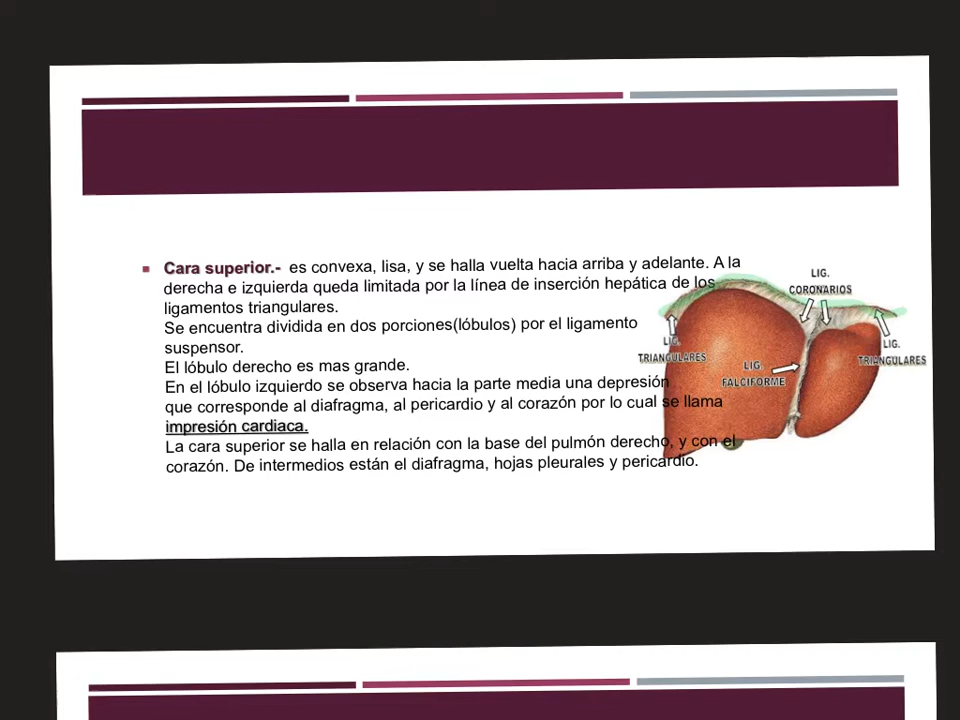 Cara superior.- es convexa, lisa, y se halla vuelta hacia arriba y adelante. A la
derecha e izquierda queda limitada por la línea de inserción hepática de los
ligamentos triangulares.
Se encuentra dividida en dos porciones(lóbulos) por el ligamento
suspensor.
El lóbulo derecho es mas grande.
En el lóbulo izquierdo se observa hacia la parte media una depresión
que corresponde al diafragma, al pericardio y al corazón por lo cual se llama
impresión cardiaca.
La cara superior se halla en relación con la base del pulmón derecho, y con el
corazón. De intermedios están el diafragma, hojas pleurales y pericardio.
LIG.
CORONARIOS
LIG.
TRIANGULARES
LIG.
FALCIFORME
LIG.
TRIANGULARES